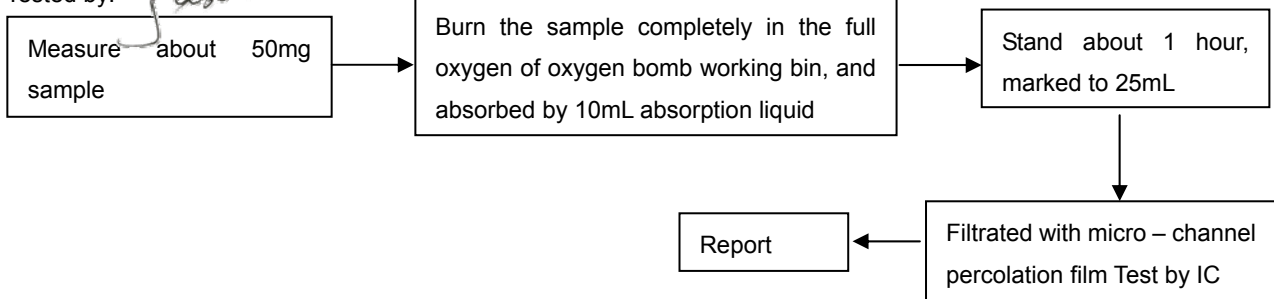 Tested by:
Measure about 50mg
sample
Burn the sample completely in the full
oxygen of oxygen bomb working bin, and
absorbed by 10mL absorption liquid
Stand about 1 hour,
marked to 25mL
Filtrated with micro – channel
percolation film Test by IC
Report